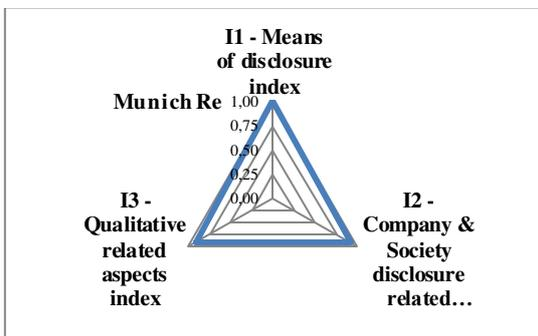 I1 - Means
of disclosure
index
Munich Re
1,00
0,75
0,50
0,25
0,00
I3 -
Qualitative
related
aspects
index
I2 -
Company &
Society
disclosure
related…